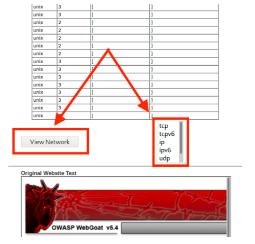 unix 3 [ ]
unix 3 [ ]
unix 2 [ ]
unix 2 [ ]
unix 2 [ ]
unix 2 [ ]
unix 2 [ ]
unix 3 [ ]
unix 3 [ ]
unix 3 [ ]
unix 3 [ ]
unix 3 [ ]
unix 3 [ ]
unix 3 [ ]
unix 3 [ ]
tcp
tcpv6
ip
ipv6
udp
View Network
Original Website Text
OWASP WebGoat v5.4